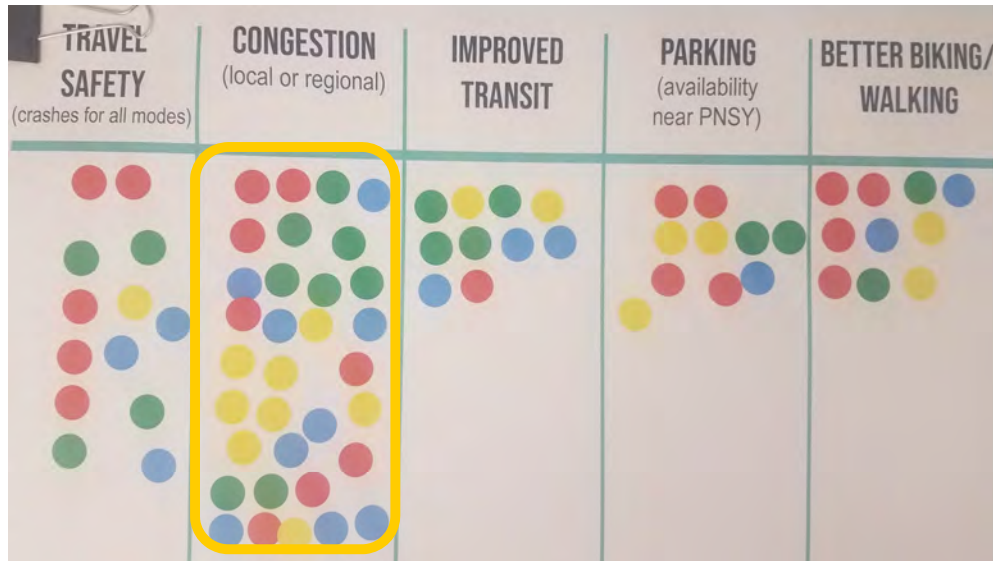 TRAVEL
SAFETY
(crashes for all modes)
CONGESTION
(local or regional)
IMPROVED
TRANSIT
PARKING
(availability
near PNSY)
BETTER BIKING/
WALKING